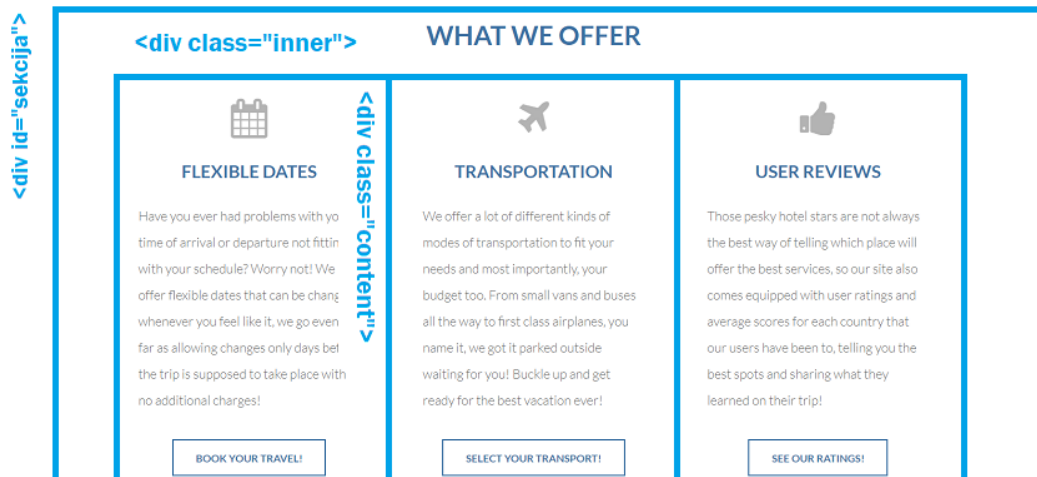 <div id="sekcija">
<div class="inner">
WHAT WE OFFER
<div class="content">
FLEXIBLE DATES
Have you ever had problems with yo
time of arrival or departure not fittin
with your schedule? Worry not! We
offer flexible dates that can be chang
whenever you feel like it, we go even
far as allowing changes only days bef
the trip is supposed to take place with
no additional charges!
BOOK YOUR TRAVEL!
TRANSPORTATION
We offer a lot of different kinds of
modes of transportation to fit your
needs and most importantly, your
budget too. From small vans and buses
all the way to first class airplanes, you
name it, we got it parked outside
waiting for you! Buckle up and get
ready for the best vacation ever!
SELECT YOUR TRANSPORT!
USER REVIEWS
Those pesky hotel stars are not always
the best way of telling which place will
offer the best services, so our site also
comes equipped with user ratings and
average scores for each country that
our users have been to, telling you the
best spots and sharing what they
learned on their trip!
SEE OUR RATINGS!